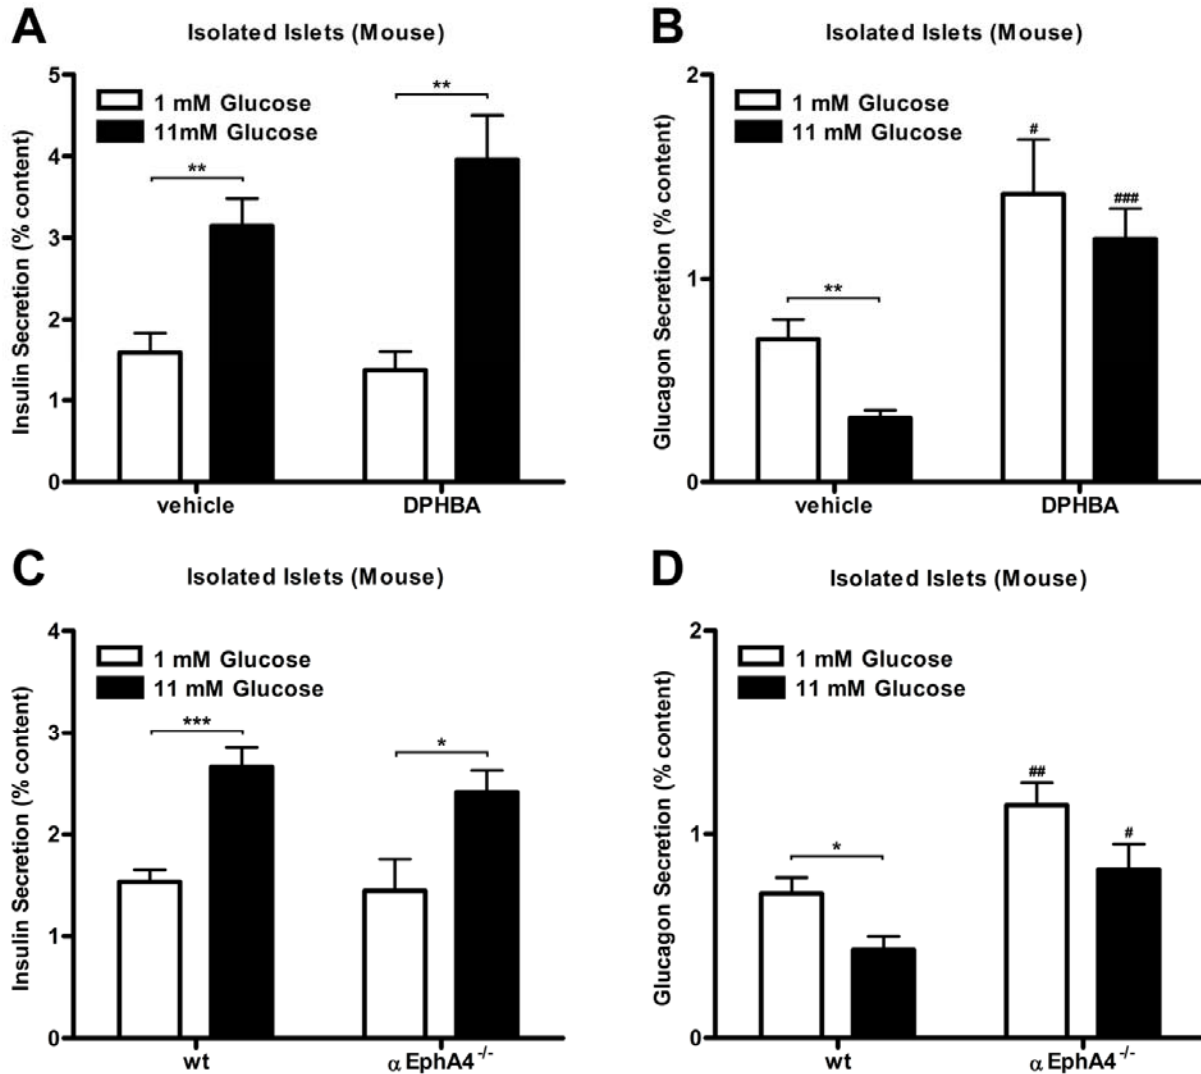 A
Isolated Islets (Mouse)
Insulin Secretion (% content)
5
4
3
2
1
0
1 mM Glucose
11mM Glucose
**
**
vehicle
DPHBA
B
Isolated Islets (Mouse)
Glucagon Secretion (% content)
2
1
0
1 mM Glucose
11 mM Glucose
**
#
###
vehicle
DPHBA
C
Isolated Islets (Mouse)
Insulin Secretion (% content)
4
3
2
1
0
1 mM Glucose
11 mM Glucose
***
*
wt
αEphA4-/-
D
Isolated Islets (Mouse)
Glucagon Secretion (% content)
2
1
0
1 mM Glucose
11 mM Glucose
*
##
#
wt
αEphA4-/-